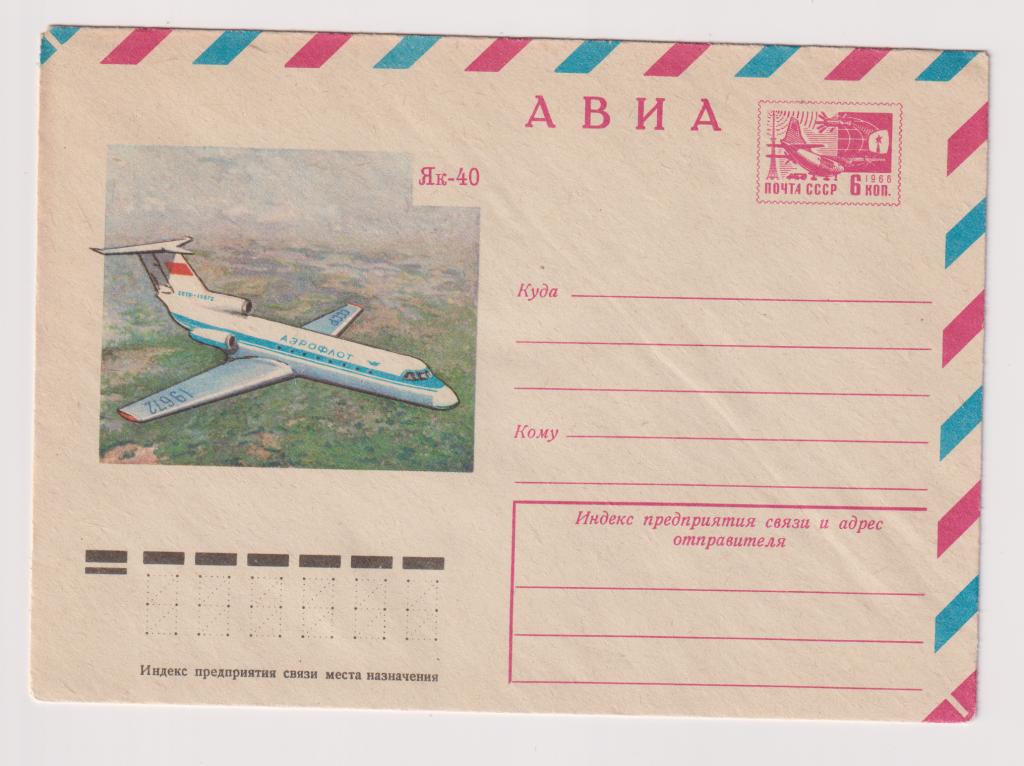 АВИА
1966
ПОЧТА СССР 6 КОП.
Як-40
СССР-19672
АЭРОФЛОТ
СССР
19672
Куда
Кому
Индекс предприятия связи и адрес
отправителя
Индекс предприятия связи места назначения